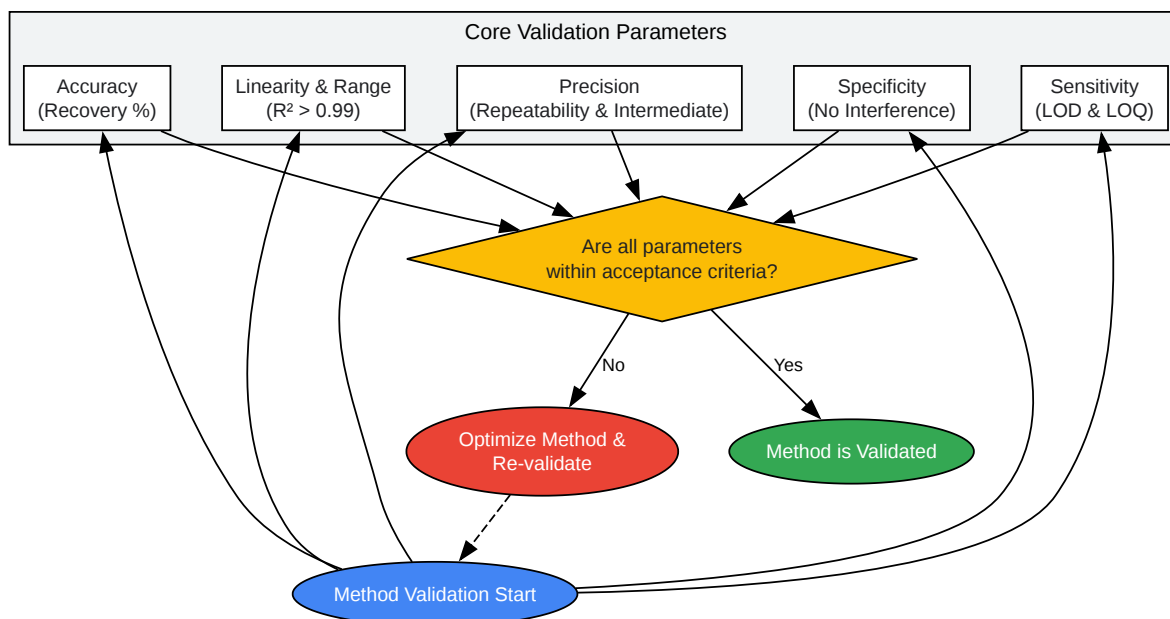 Core Validation Parameters
Accuracy
(Recovery %)
Linearity & Range
(R² > 0.99)
Precision
(Repeatability & Intermediate)
Specificity
(No Interference)
Sensitivity
(LOD & LOQ)
Are all parameters
within acceptance criteria?
No
Yes
Optimize Method &
Re-validate
Method is Validated
Method Validation Start